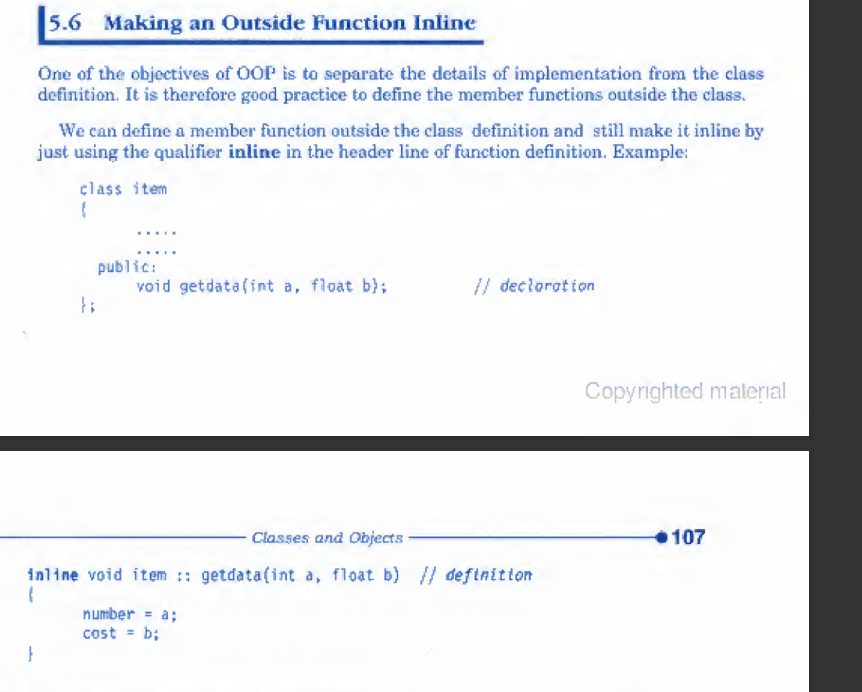 5.6 Making an Outside Function Inline
One of the objectives of OOP is to separate the details of implementation from the class
definition. It is therefore good practice to define the member functions outside the class.
We can define a member function outside the class definition and still make it inline by
just using the qualifier inline in the header line of function definition. Example:
class item
{
.....
.....
public:
void getdata(int a, float b); // declaration
};
Copyrighted material
Classes and Objects 107
inline void item :: getdata(int a, float b) // definition
{
number = a;
cost = b;
}